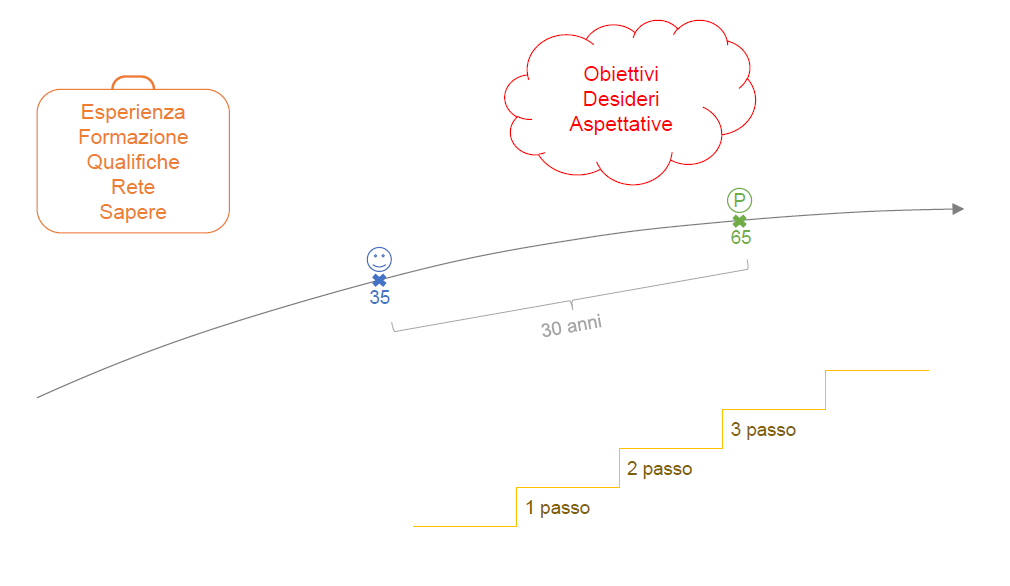 Obiettivi
Desideri
Aspettative
Esperienza
Formazione
Qualifiche
Rete
Sapere
P
65
35
30 anni
3 passo
2 passo
1 passo